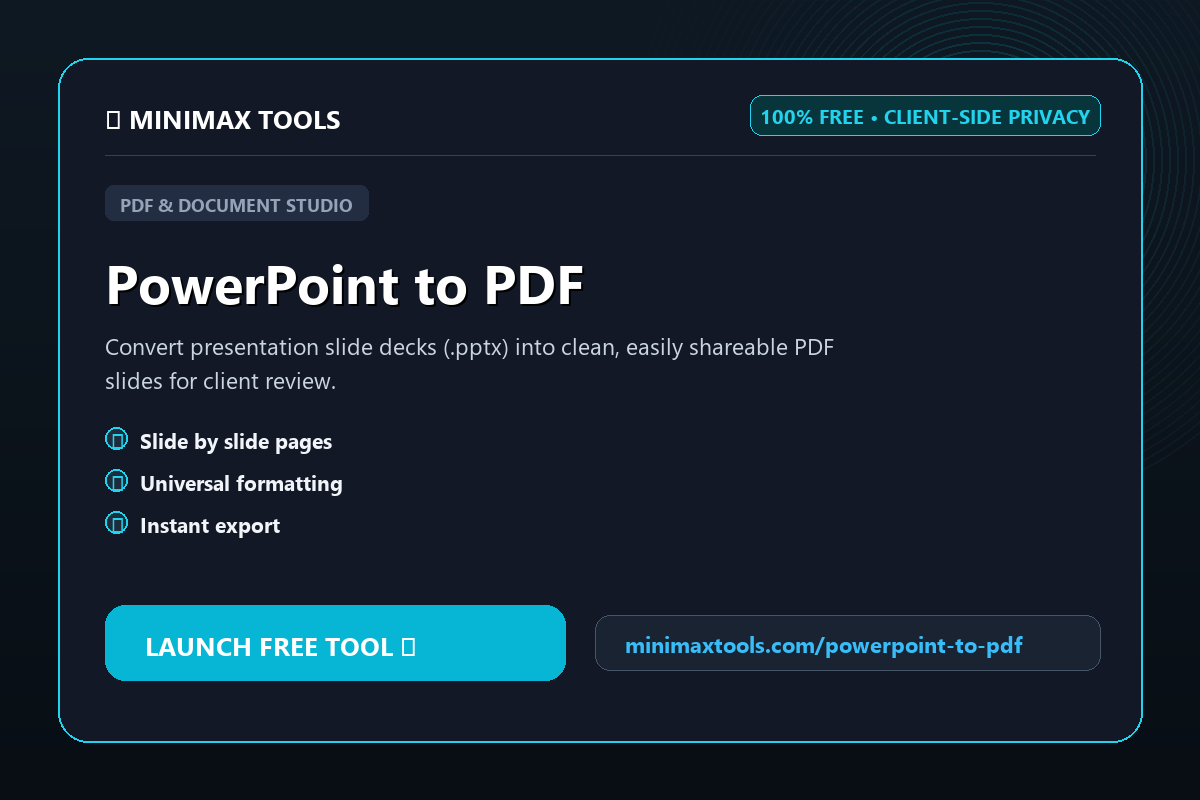 MINIMAX TOOLS
100% FREE • CLIENT-SIDE PRIVACY
PDF & DOCUMENT STUDIO
PowerPoint to PDF
Convert presentation slide decks (.pptx) into clean, easily shareable PDF
slides for client review.
Slide by slide pages
Universal formatting
Instant export
LAUNCH FREE TOOL
minimaxtools.com/powerpoint-to-pdf